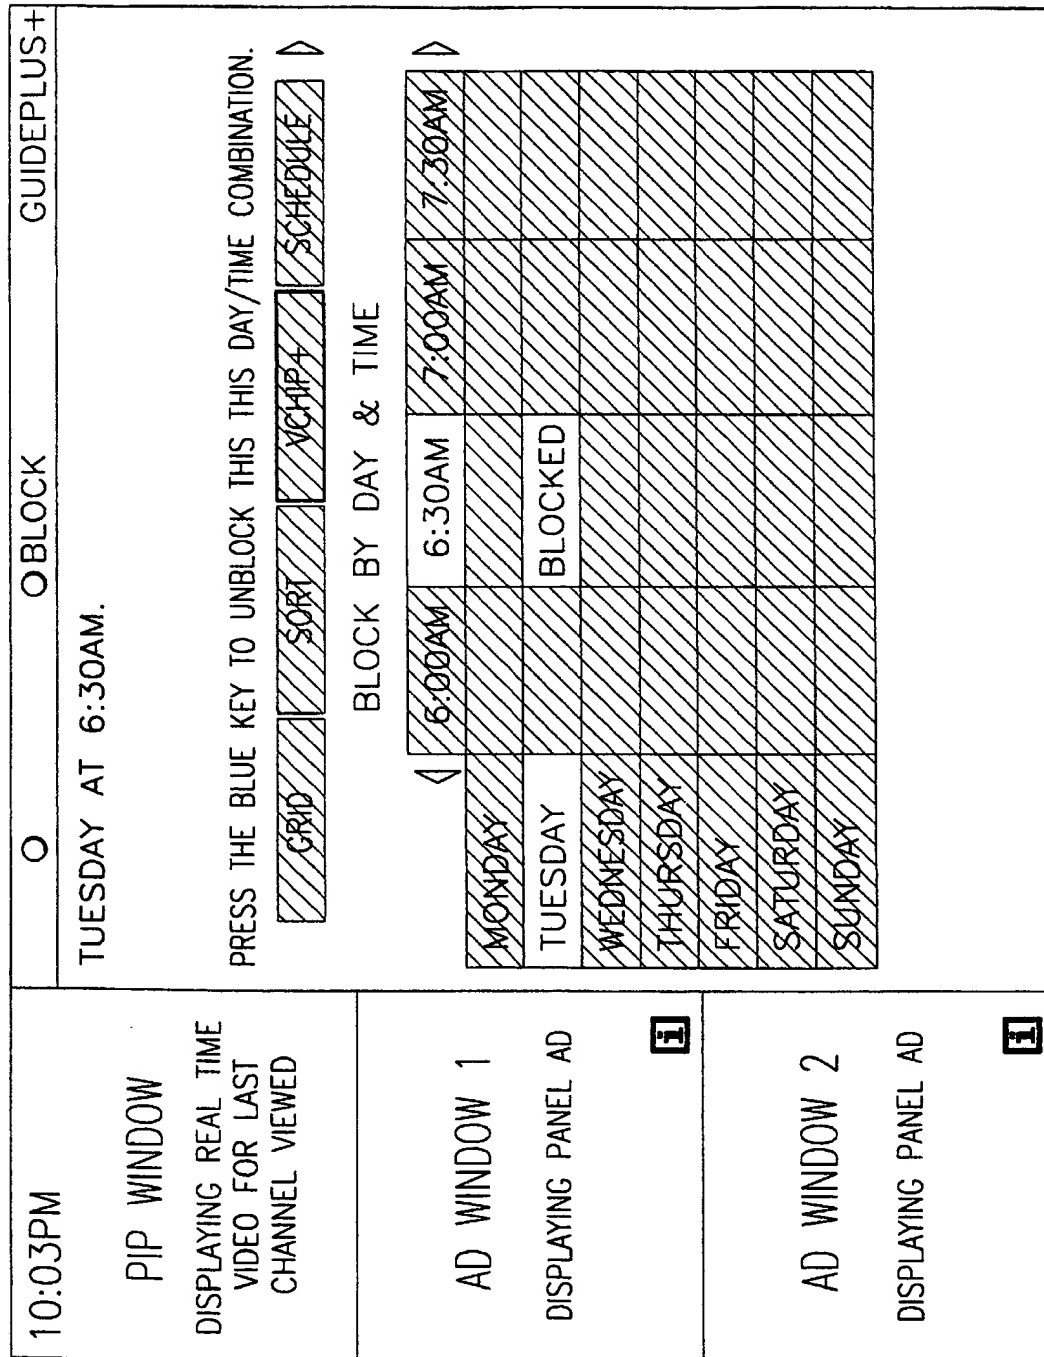 10:03PM
PIP WINDOW
DISPLAYING REAL TIME
VIDEO FOR LAST
CHANNEL VIEWED
AD WINDOW 1
DISPLAYING PANEL AD
i
AD WINDOW 2
DISPLAYING PANEL AD
i
BLOCK GUIDEPLUS+
TUESDAY AT 6:30AM.
PRESS THE BLUE KEY TO UNBLOCK THIS THIS DAY/TIME COMBINATION.
GRID SORT VCHIP+ SCHEDULE
BLOCK BY DAY & TIME
6:00AM 6:30AM 7:00AM 7:30AM
MONDAY
TUESDAY BLOCKED
WEDNESDAY
THURSDAY
FRIDAY
SATURDAY
SUNDAY